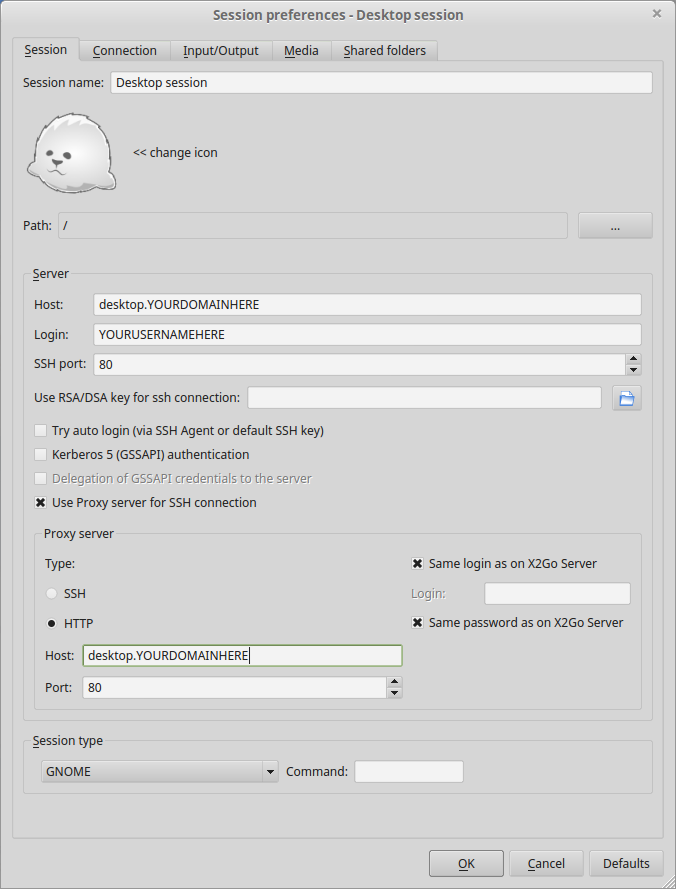 Session preferences - Desktop session
Session Connection Input/Output Media Shared folders
Session name: Desktop session
<< change icon
Path: / ...
Server
Host: desktop.YOURDOMAINHERE
Login: YOURUSERNAMEHERE
SSH port: 80
Use RSA/DSA key for ssh connection:
Try auto login (via SSH Agent or default SSH key)
Kerberos 5 (GSSAPI) authentication
Delegation of GSSAPI credentials to the server
Use Proxy server for SSH connection
Proxy server
Type: Same login as on X2Go Server
SSH Login:
HTTP Same password as on X2Go Server
Host: desktop.YOURDOMAINHERE
Port: 80
Session type
GNOME Command:
OK Cancel Defaults